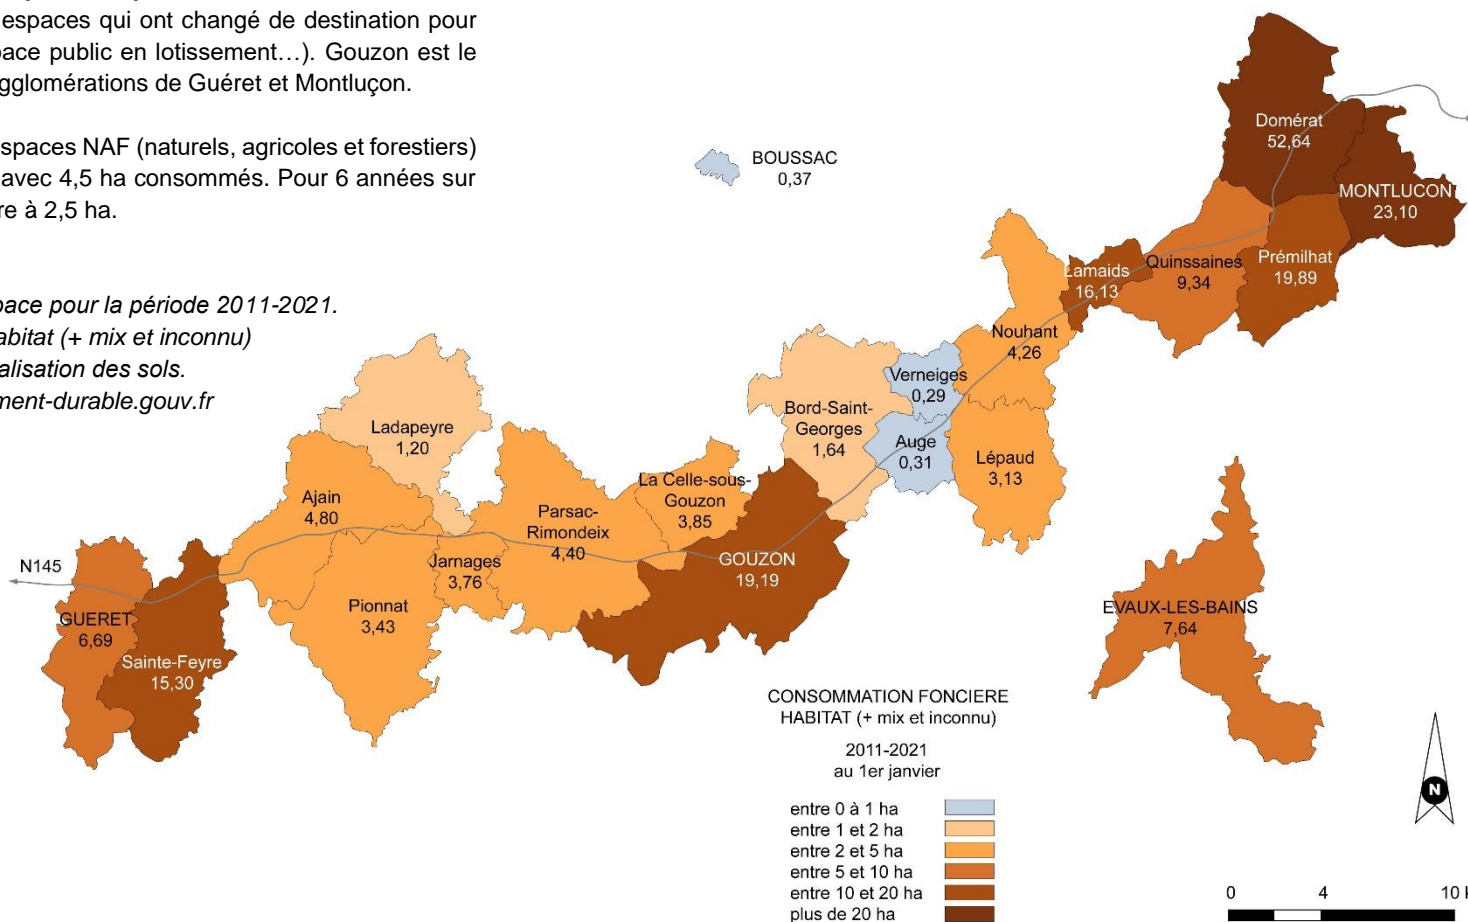 espaces qui ont changé de destination pour
ace public en lotissement…). Gouzon est le
gglomérations de Guéret et Montluçon.
spaces NAF (naturels, agricoles et forestiers)
avec 4,5 ha consommés. Pour 6 années sur
re à 2,5 ha.
pace pour la période 2011-2021.
abitat (+ mix et inconnu)
alisation des sols.
ment-durable.gouv.fr
BOUSSAC
0,37
Domérat
52,64
MONTLUCON
23,10
Prémilhat
19,89
Quinssaines
9,34
Lamaids
16,13
Nouhant
4,26
Verneiges
0,29
Bord-Saint-
Georges
1,64
Auge
0,31
Lépaud
3,13
Ladapeyre
1,20
La Celle-sous-
Gouzon
3,85
Ajain
4,80
Parsac-
Rimondeix
4,40
Jarnages
3,76
GOUZON
19,19
N145
Pionnat
3,43
GUERET
6,69
Sainte-Feyre
15,30
EVAUX-LES-BAINS
7,64
CONSOMMATION FONCIERE
HABITAT (+ mix et inconnu)
2011-2021
au 1er janvier
entre 0 à 1 ha
entre 1 et 2 ha
entre 2 et 5 ha
entre 5 et 10 ha
entre 10 et 20 ha
plus de 20 ha
N
0 4 10 k